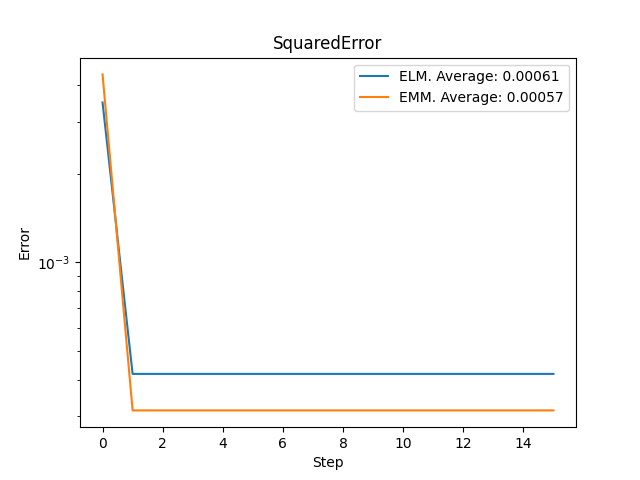 SquaredError
ELM. Average: 0.00061
EMM. Average: 0.00057
Error
10⁻³
0 2 4 6 8 10 12 14
Step